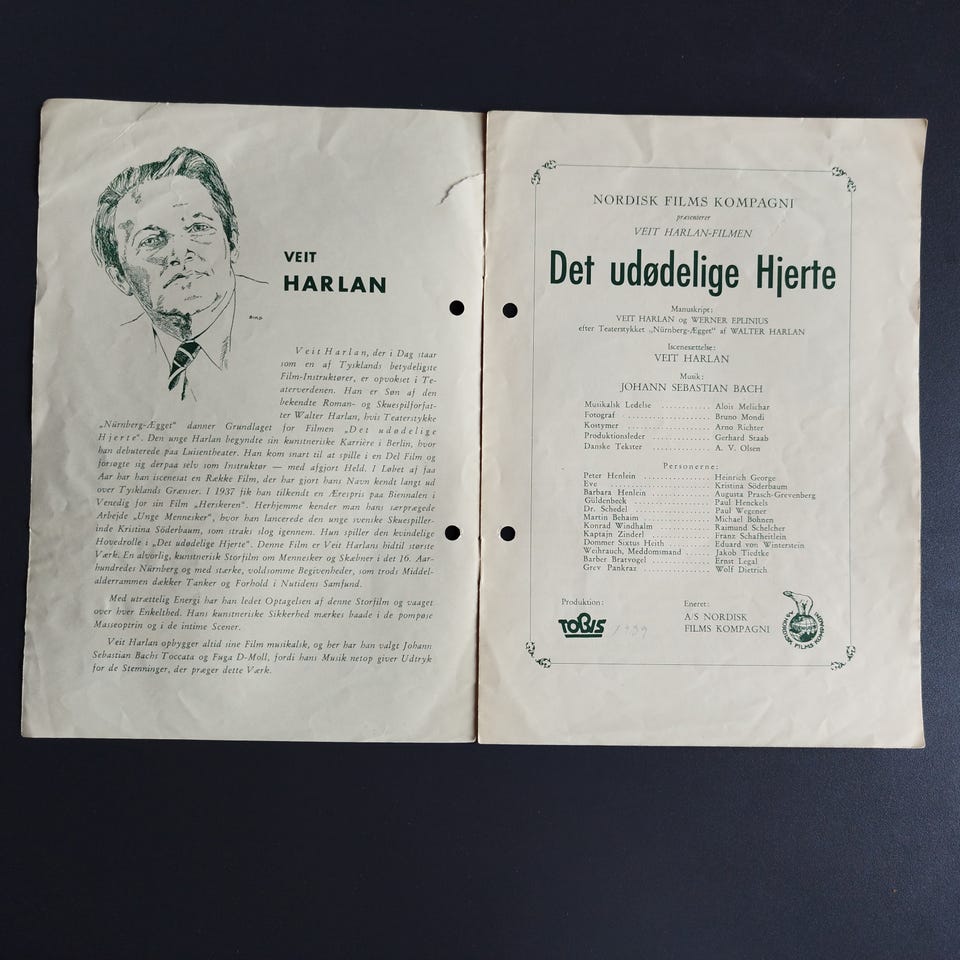 VEIT
HARLAN
Veit Harlan, der i Dag staar
som en af Tysklands betydeligste
Film-Instruktører, er opvokset i Te-
aterverdenen. Han er Søn af den
bekendte Roman- og Skuespilforfat-
ter Walter Harlan, hvis Teaterstykke
„Nürnberg-Ægget" danner Grundlaget for Filmen „Det udødelige
Hjerte". Den unge Harlan begyndte sin kunstneriske Karrière i Berlin, hvor
han debuterede paa Luisentheater. Han kom snart til at spille i en Del Film og
forsøgte sig derpaa selv som Instruktør — med afgjort Held. I Løbet af faa
Aar har han iscenesat en Række Film, der har gjort hans Navn kendt langt ud
over Tysklands Grænser. I 1937 fik han tilkendt en Ærespris paa Biennalen i
Venedig for sin Film „Herskeren". Herhjemme kender man hans særprægede
Arbejde „Unge Mennesker", hvor han lancerede den unge svenske Skuespiller-
inde Kristina Söderbaum, som straks slog igennem. Hun spiller den kvindelige
Hovedrolle i „Det udødelige Hjerte". Denne Film er Veit Harlans hidtil største
Værk. En alvorlig, kunstnerisk Storfilm om Mennesker og Skæbner i det 16. Aar-
hundredes Nürnberg og med stærke, voldsomme Begivenheder, som trods Middel-
alderrammen dækker Tanker og Forhold i Nutidens Samfund.
Med utrættelig Energi har han ledet Optagelsen af denne Storfilm og vaaget
over hver Enkelthed. Hans kunstneriske Sikkerhed mærkes baade i de pompøse
Masseoptrin og i de intime Scener.
Veit Harlan opbygger altid sine Film musikalsk, og her har han valgt Johann
Sebastian Bachs Toccata og Fuga D-Moll, fordi hans Musik netop giver Udtryk
for de Stemninger, der præger dette Værk.
NORDISK FILMS KOMPAGNI
præsenterer
VEIT HARLAN-FILMEN
Det udødelige Hjerte
Manuskript:
VEIT HARLAN og WERNER EPLINIUS
efter Teaterstykket „Nürnberg-Ægget" af WALTER HARLAN
Iscenesættelse:
VEIT HARLAN
Musik:
JOHANN SEBASTIAN BACH
Musikalsk Ledelse ............ Alois Melichar
Fotograf ............ Bruno Mondi
Kostymer ............ Arno Richter
Produktionsleder ............ Gerhard Staab
Danske Tekster ............ A. V. Olsen
Personerne:
Peter Henlein ............ Heinrich George
Eve ............ Kristina Söderbaum
Barbara Henlein ............ Augusta Prasch-Grevenberg
Güldenbeck ............ Paul Henckels
Dr. Schedel ............ Paul Wegener
Martin Behaim ............ Michael Bohnen
Konrad Windhalm ............ Raimund Schelcher
Kaptajn Zinderl ............ Franz Schafheitlein
Dommer Sixtus Heith ............ Eduard von Winterstein
Weihrauch, Meddomsmand ............ Jakob Tiedtke
Barber Bratvogel ............ Ernst Legal
Grev Pankraz ............ Wolf Dietrich
Produktion:
TOBIS 1939
Eneret:
A/S NORDISK
FILMS KOMPAGNI
A/S NORDISK FILMS KOMPAGNI